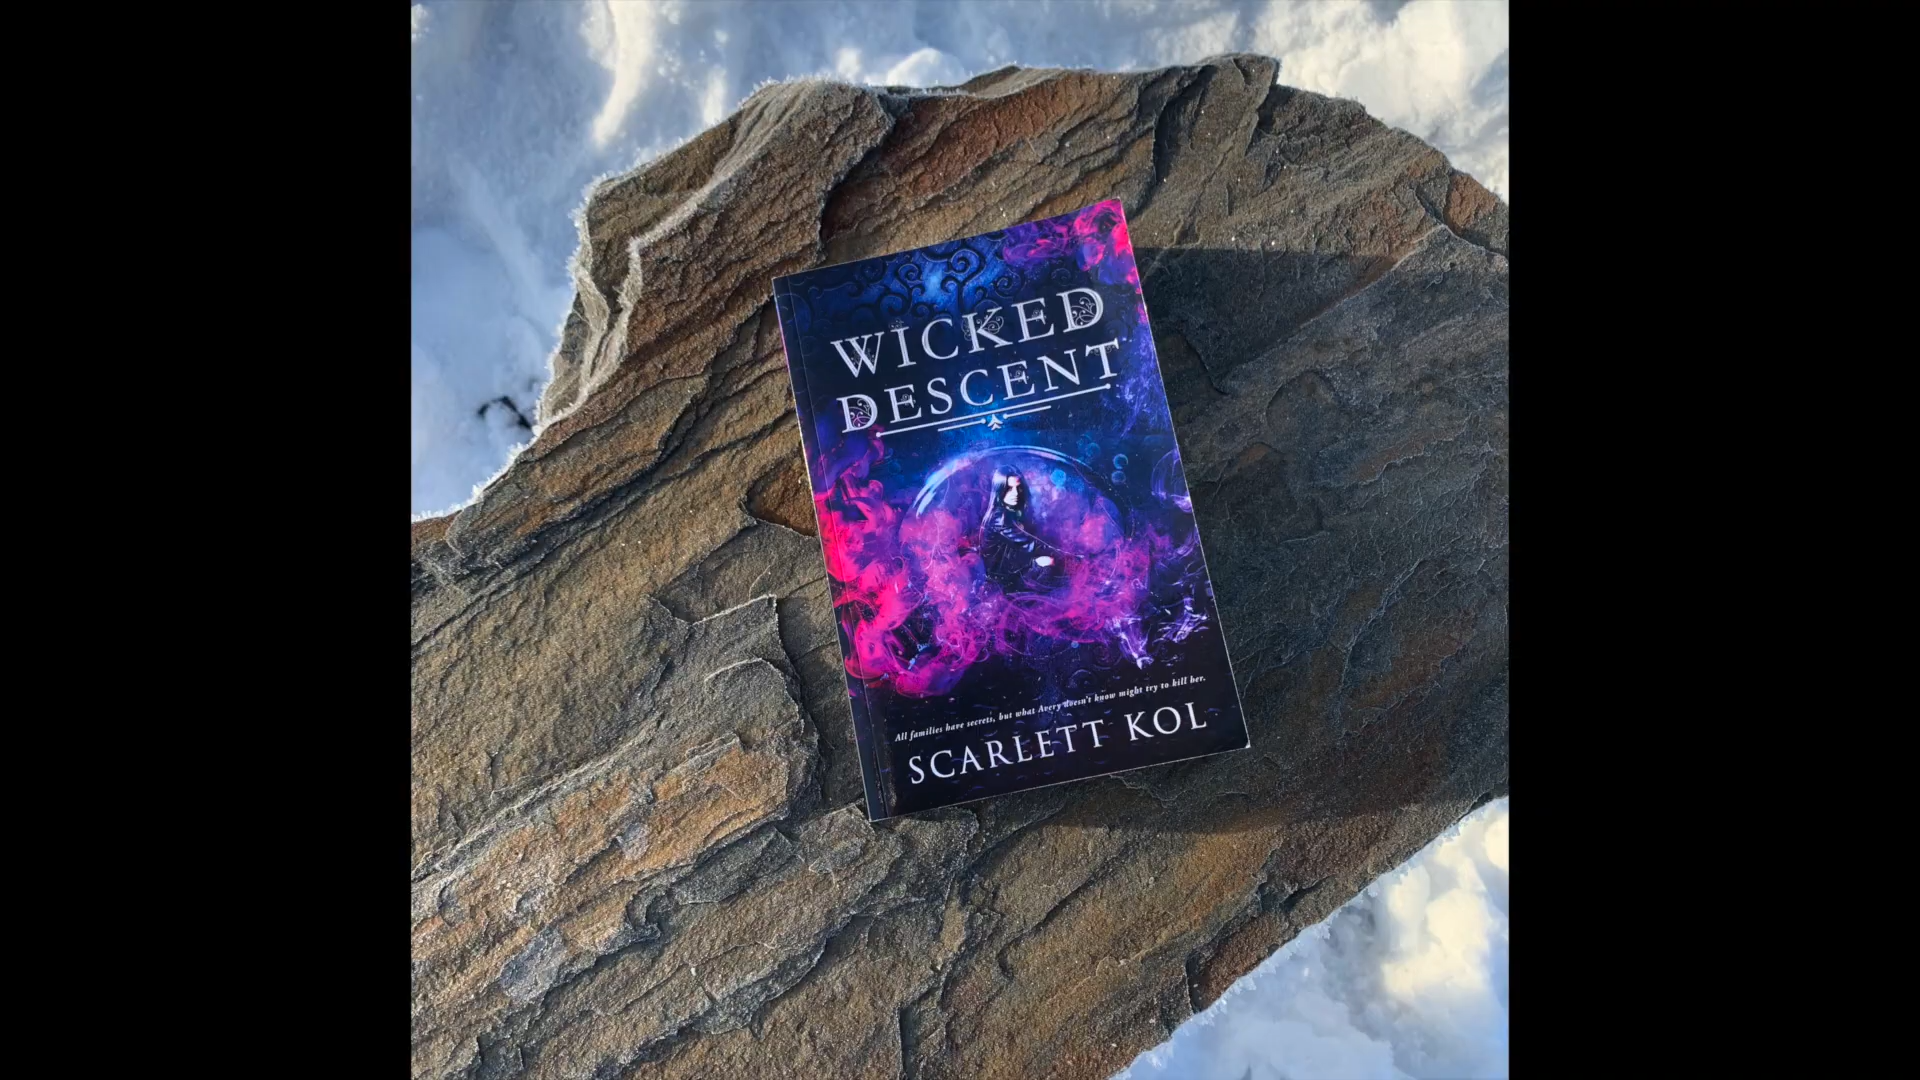 WICKED
DESCENT
All families have secrets, but what Avery doesn't know might try to kill her.
SCARLETT KOL